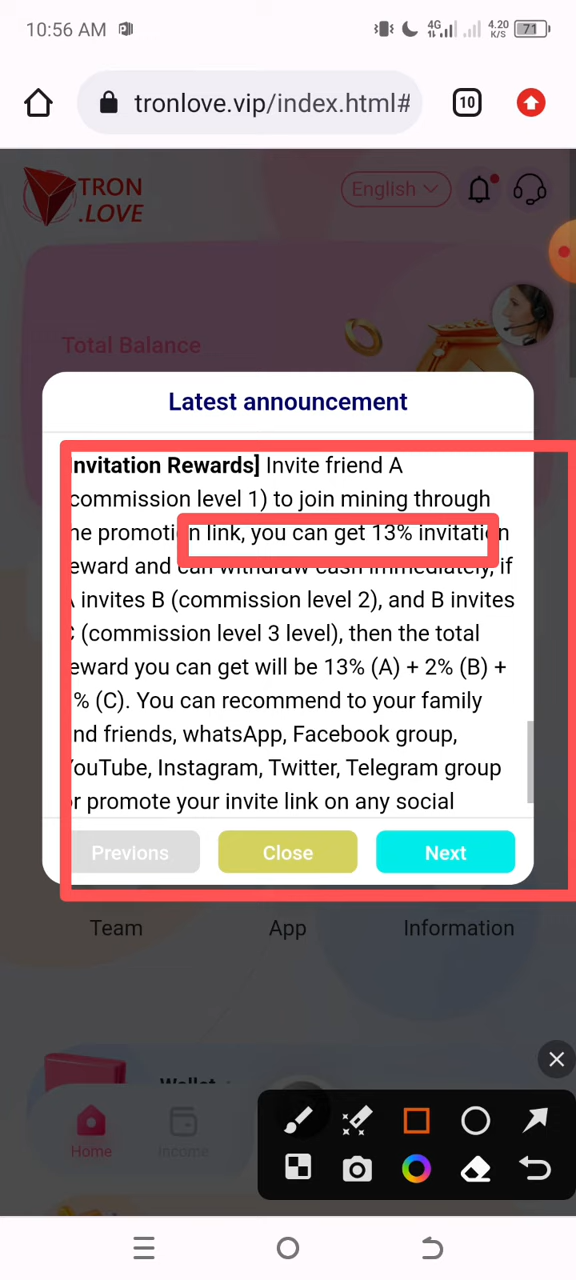 10:56 AM
4G
4.20
K/S
71
tronlove.vip/index.html#
10
TRON
.LOVE
English
Total Balance
Latest announcement
nvitation Rewards] Invite friend A
commission level 1) to join mining through
he promotion link, you can get 13% invitation
eward and can withdraw cash immediately, if
invites B (commission level 2), and B invites
(commission level 3 level), then the total
eward you can get will be 13% (A) + 2% (B) +
% (C). You can recommend to your family
nd friends, whatsApp, Facebook group,
YouTube, Instagram, Twitter, Telegram group
or promote your invite link on any social
Previons
Close
Next
Team
App
Information
Wallet
Home
Income